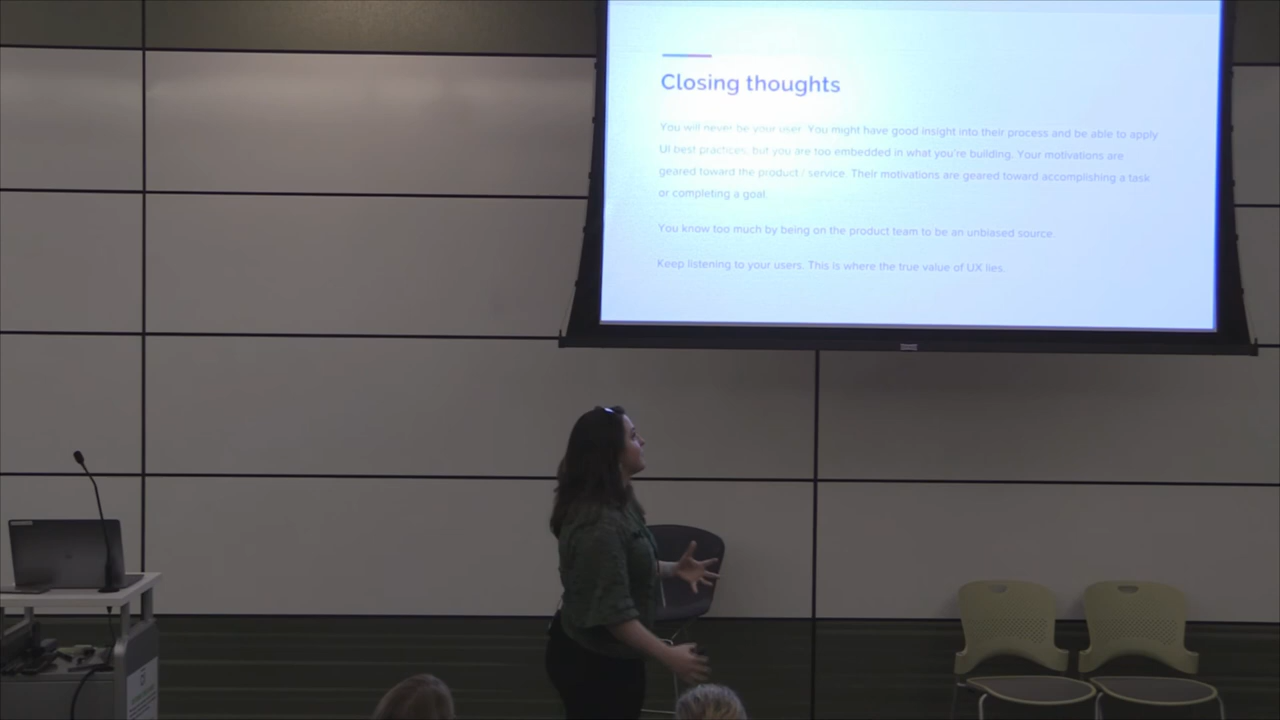 Closing thoughts
You will never be your user. You might have good insight into their process and be able to apply
UI best practices, but you are too embedded in what you're building. Your motivations are
geared toward the product / service. Their motivations are geared toward accomplishing a task
or completing a goal.
You know too much by being on the product team to be an unbiased source.
Keep listening to your users. This is where the true value of UX lies.